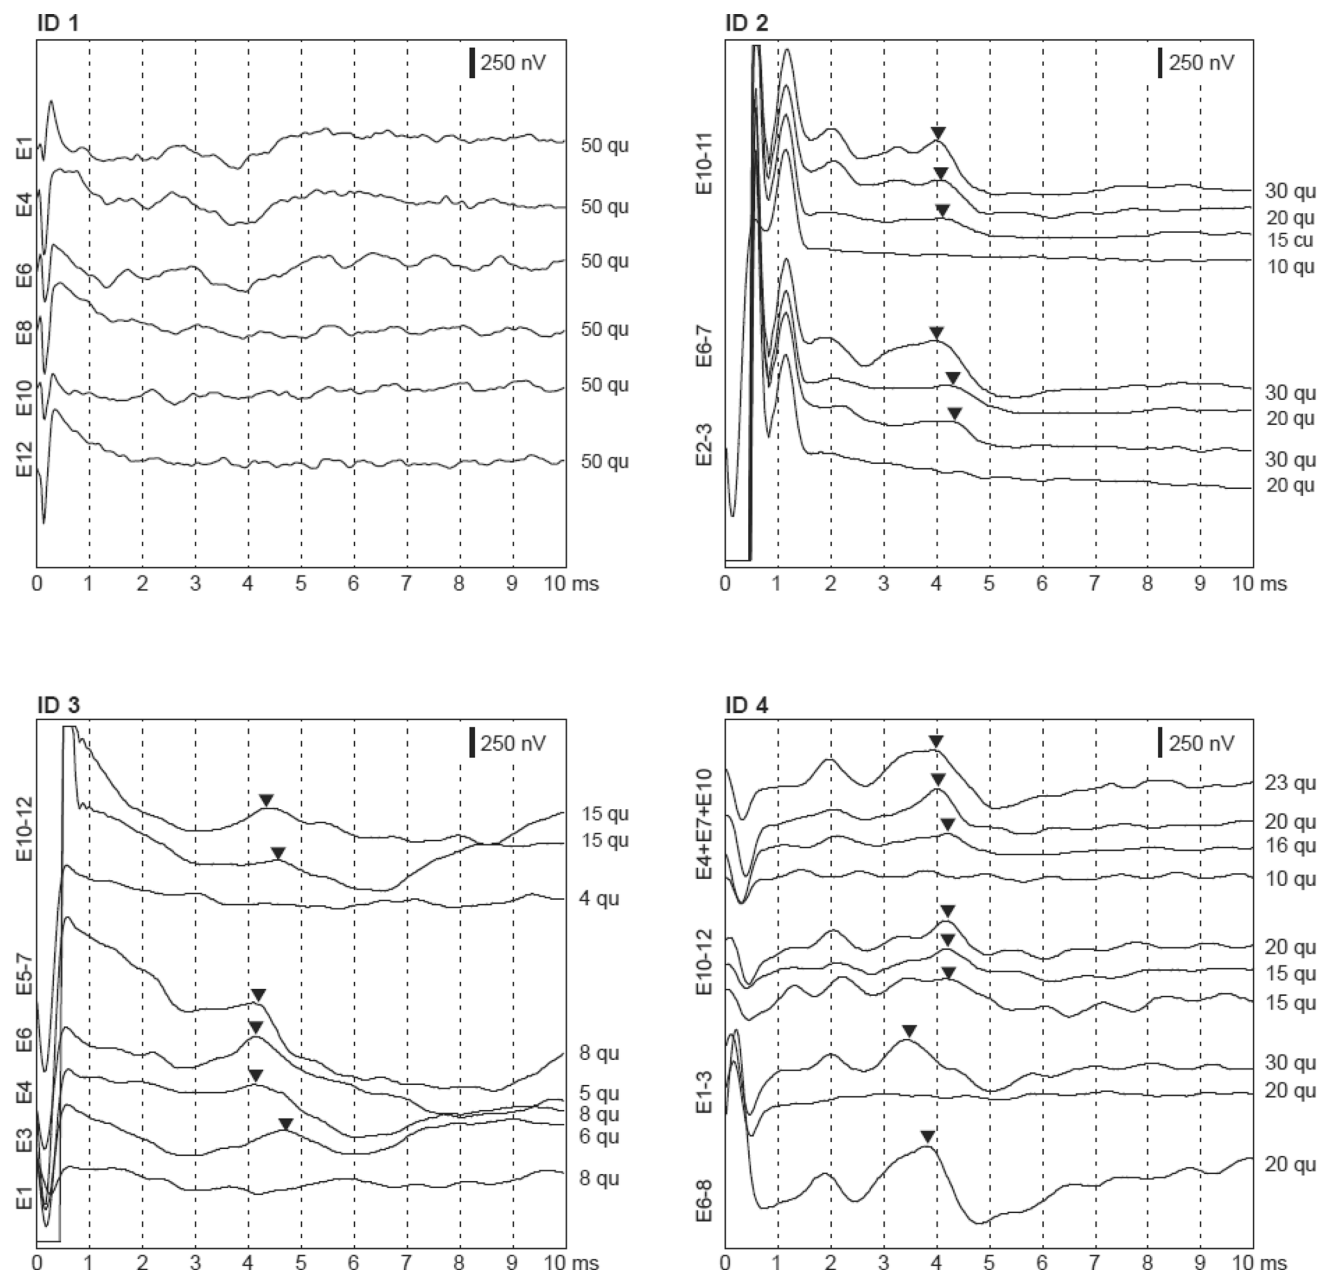 ID 1
250 nV
E1
50 qu
E4
50 qu
E6
50 qu
E8
50 qu
E10
50 qu
E12
50 qu
0 1 2 3 4 5 6 7 8 9 10 ms
ID 2
250 nV
E10-11
30 qu
20 qu
15 cu
10 qu
E6-7
30 qu
20 qu
E2-3
30 qu
20 qu
0 1 2 3 4 5 6 7 8 9 10 ms
ID 3
250 nV
E10-12
15 qu
15 qu
4 qu
E5-7
8 qu
E6
5 qu
E4
8 qu
E3
6 qu
E1
8 qu
0 1 2 3 4 5 6 7 8 9 10 ms
ID 4
250 nV
E4+E7+E10
23 qu
20 qu
16 qu
10 qu
E10-12
20 qu
15 qu
15 qu
E1-3
30 qu
20 qu
E6-8
20 qu
0 1 2 3 4 5 6 7 8 9 10 ms